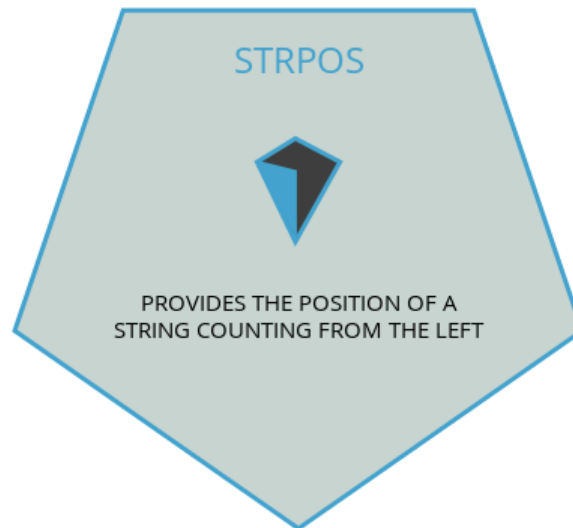 STRPOS
PROVIDES THE POSITION OF A
STRING COUNTING FROM THE LEFT